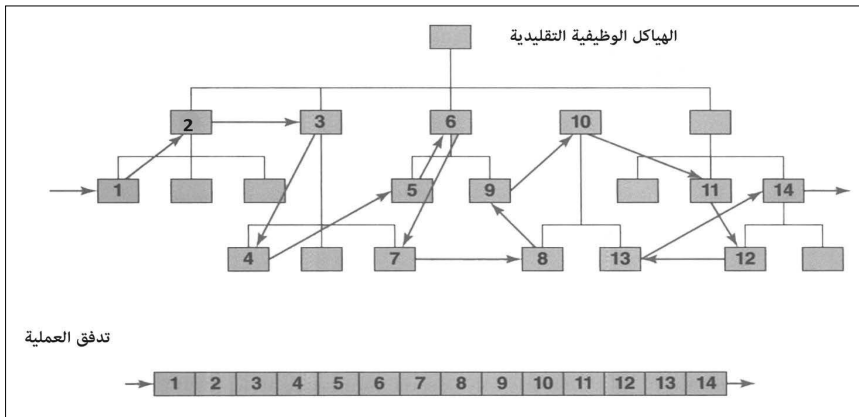 الهياكل الوظيفية التقليدية
2 3 6 10
1 5 9 11 14
4 7 8 13 12
تدفق العملية
1 2 3 4 5 6 7 8 9 10 11 12 13 14